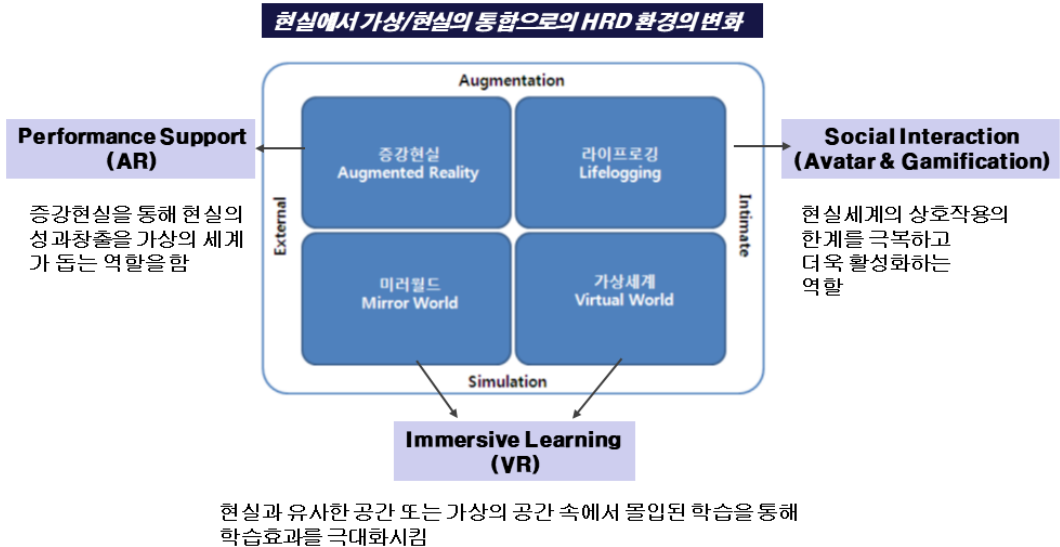 현실에서 가상/현실의 통합으로의 HRD 환경의 변화
Augmentation
Performance Support
(AR)
증강현실을 통해 현실의
성과창출을 가상의 세계
가 돕는 역할을 함
External
증강현실
Augmented Reality
라이프로깅
Lifelogging
미러월드
Mirror World
가상세계
Virtual World
Intimate
Social Interaction
(Avatar & Gamification)
현실세계의 상호작용의
한계를 극복하고
더욱 활성화하는
역할
Simulation
Immersive Learning
(VR)
현실과 유사한 공간 또는 가상의 공간 속에서 몰입된 학습을 통해
학습효과를 극대화시킴